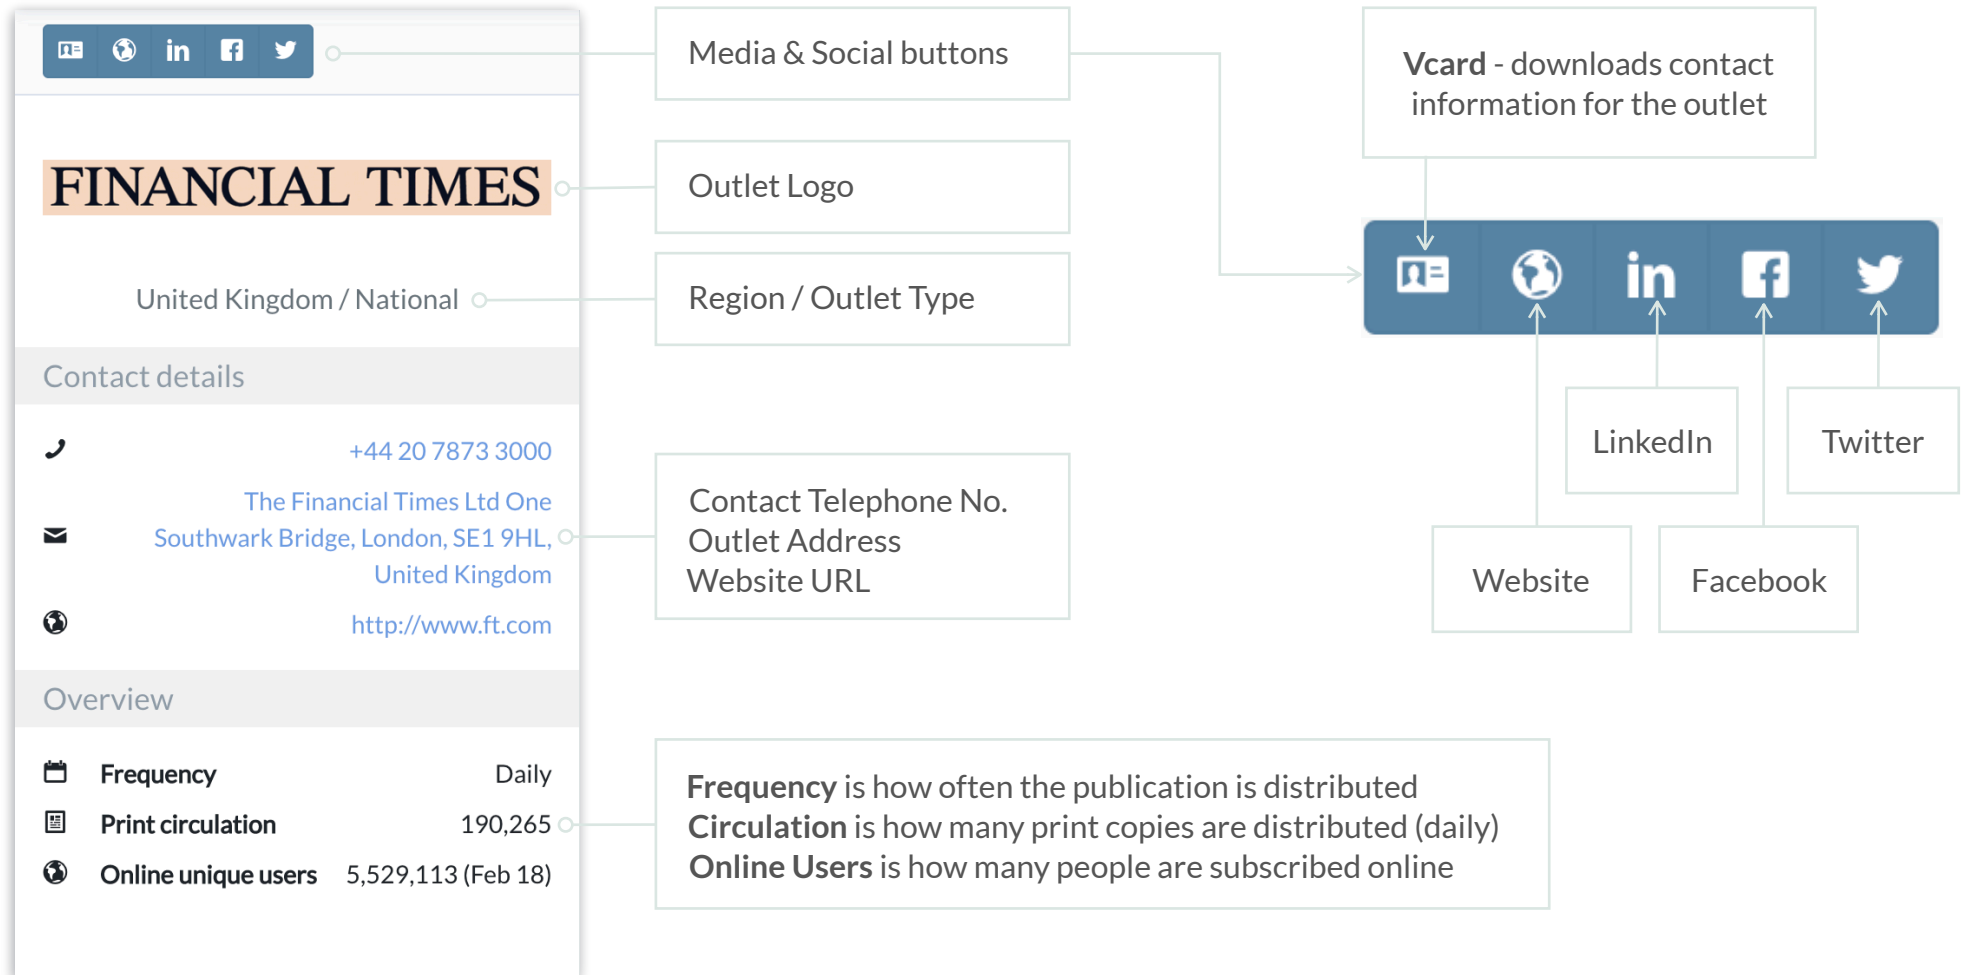 FINANCIAL TIMES
United Kingdom / National
Contact details
+44 20 7873 3000
The Financial Times Ltd One
Southwark Bridge, London, SE1 9HL,
United Kingdom
http://www.ft.com
Overview
Frequency Daily
Print circulation 190,265
Online unique users 5,529,113 (Feb 18)
Media & Social buttons
Outlet Logo
Region / Outlet Type
Contact Telephone No.
Outlet Address
Website URL
Frequency is how often the publication is distributed
Circulation is how many print copies are distributed (daily)
Online Users is how many people are subscribed online
Vcard - downloads contact
information for the outlet
LinkedIn
Twitter
Website
Facebook